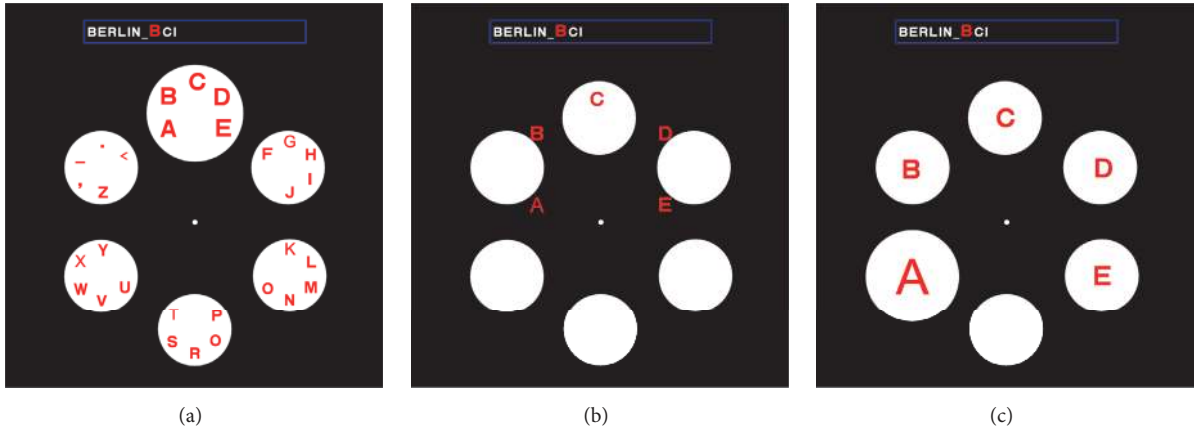 BERLIN_BCI
C
B D
A E
.
_ <
, Z
G
F H
I
J
Y
X
W U
V
K
L
O M
N
T P
S O
R
(a)
BERLIN_BCI
C
B D
A E
(b)
BERLIN_BCI
C
B D
A E
(c)